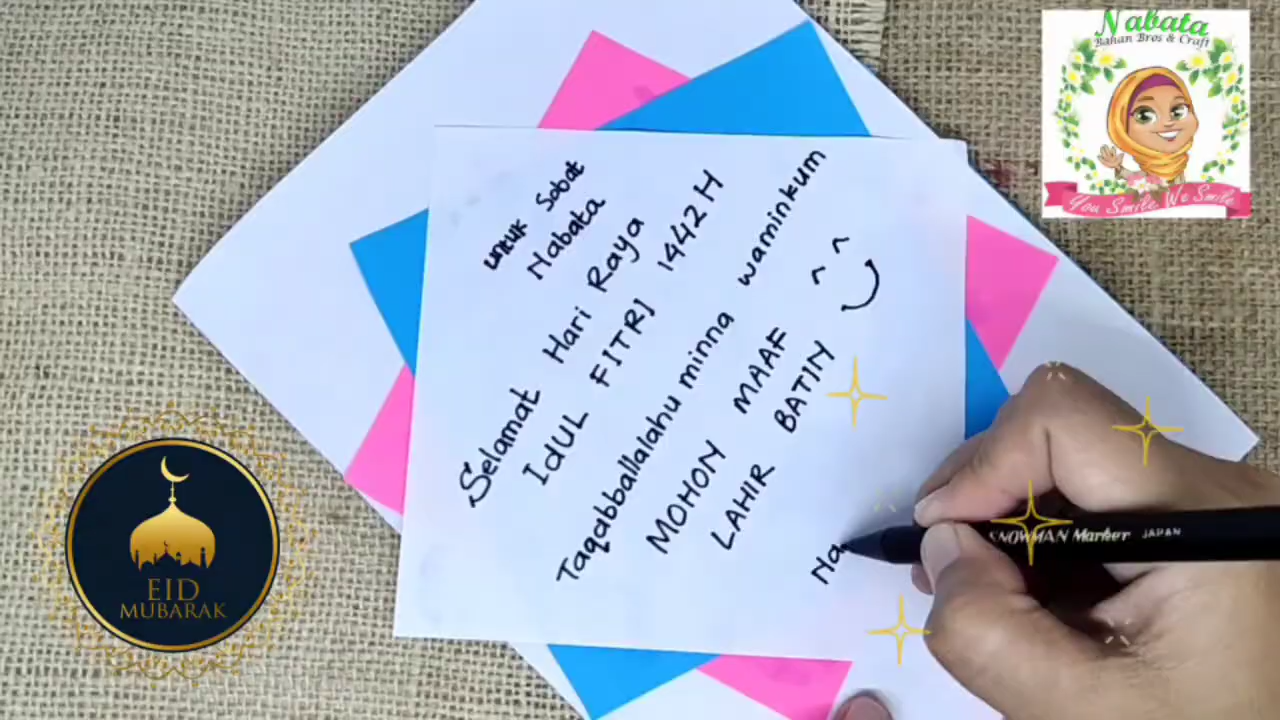 untuk Sobat
Nabata
Selamat Hari Raya
IdUL FITRI 1442 H
Taqabballalahu minna waminkum
MOHON MAAF
LAHIR BATIN
Na
Nabata
Bahan Bros & Craft
You Smile, We Smile
EID
MUBARAK
SNOWMAN Marker JAPAN